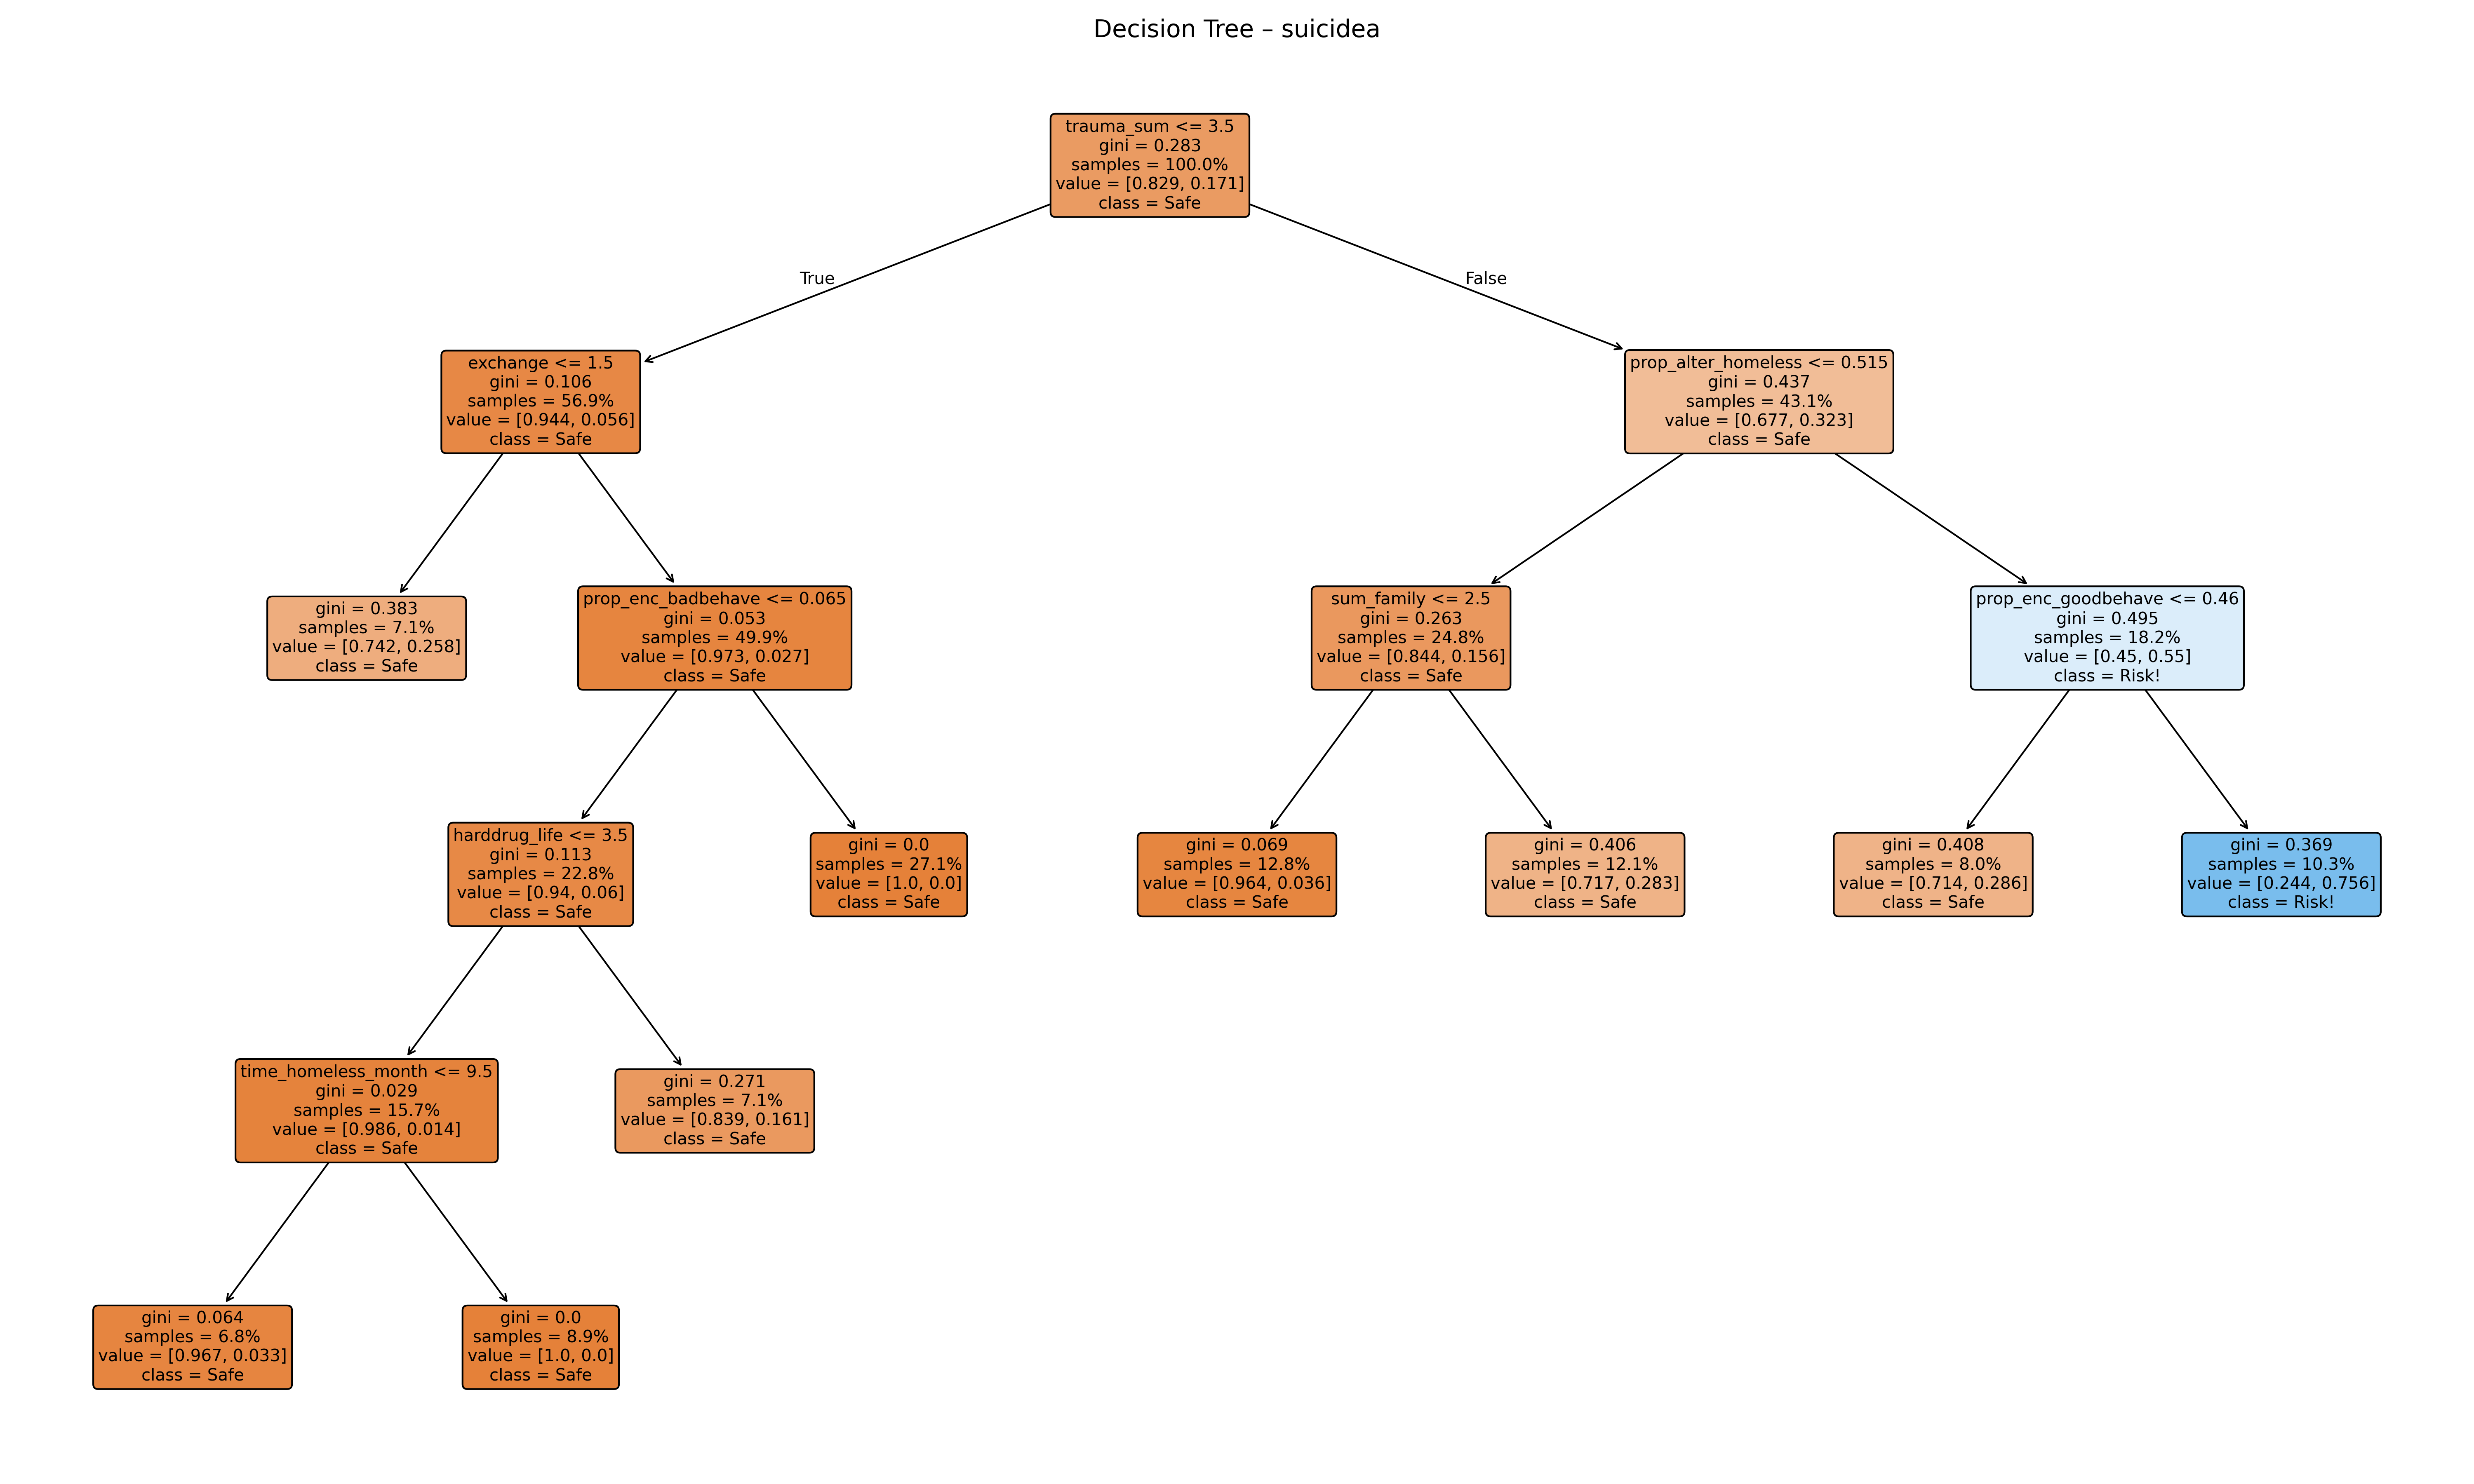 Decision Tree – suicidea
trauma_sum <= 3.5
gini = 0.283
samples = 100.0%
value = [0.829, 0.171]
class = Safe
True
False
exchange <= 1.5
gini = 0.106
samples = 56.9%
value = [0.944, 0.056]
class = Safe
prop_alter_homeless <= 0.515
gini = 0.437
samples = 43.1%
value = [0.677, 0.323]
class = Safe
gini = 0.383
samples = 7.1%
value = [0.742, 0.258]
class = Safe
prop_enc_badbehave <= 0.065
gini = 0.053
samples = 49.9%
value = [0.973, 0.027]
class = Safe
sum_family <= 2.5
gini = 0.263
samples = 24.8%
value = [0.844, 0.156]
class = Safe
prop_enc_goodbehave <= 0.46
gini = 0.495
samples = 18.2%
value = [0.45, 0.55]
class = Risk!
harddrug_life <= 3.5
gini = 0.113
samples = 22.8%
value = [0.94, 0.06]
class = Safe
gini = 0.0
samples = 27.1%
value = [1.0, 0.0]
class = Safe
gini = 0.069
samples = 12.8%
value = [0.964, 0.036]
class = Safe
gini = 0.406
samples = 12.1%
value = [0.717, 0.283]
class = Safe
gini = 0.408
samples = 8.0%
value = [0.714, 0.286]
class = Safe
gini = 0.369
samples = 10.3%
value = [0.244, 0.756]
class = Risk!
time_homeless_month <= 9.5
gini = 0.029
samples = 15.7%
value = [0.986, 0.014]
class = Safe
gini = 0.271
samples = 7.1%
value = [0.839, 0.161]
class = Safe
gini = 0.064
samples = 6.8%
value = [0.967, 0.033]
class = Safe
gini = 0.0
samples = 8.9%
value = [1.0, 0.0]
class = Safe